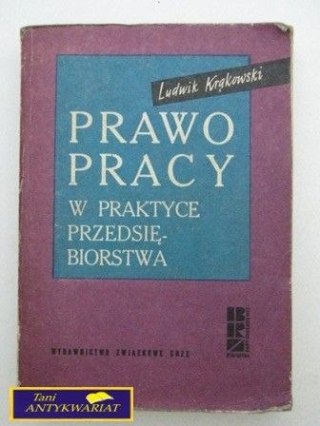 Ludwik Krąkowski
PRAWO
PRACY
W PRAKTYCE
PRZEDSIĘ-
BIORSTWA
WYDAWNICTWO ZWIĄZKOWE CRZZ
Tani
ANTYKWARIAT